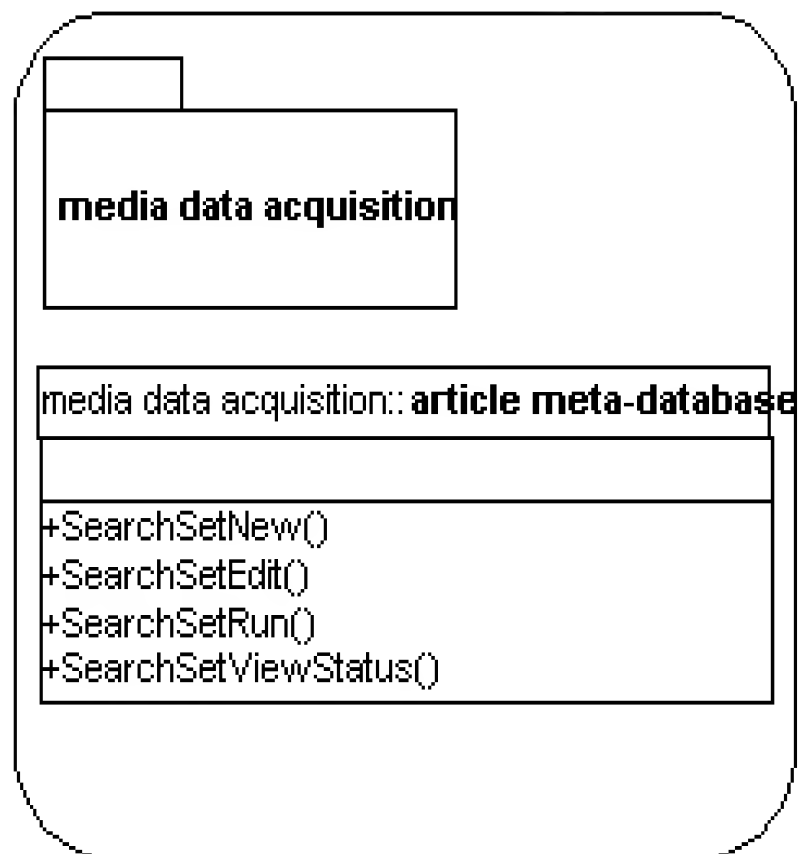 media data acquisition
media data acquisition:: article meta-database
+SearchSetNew()
+SearchSetEdit()
+SearchSetRun()
+SearchSetViewStatus()